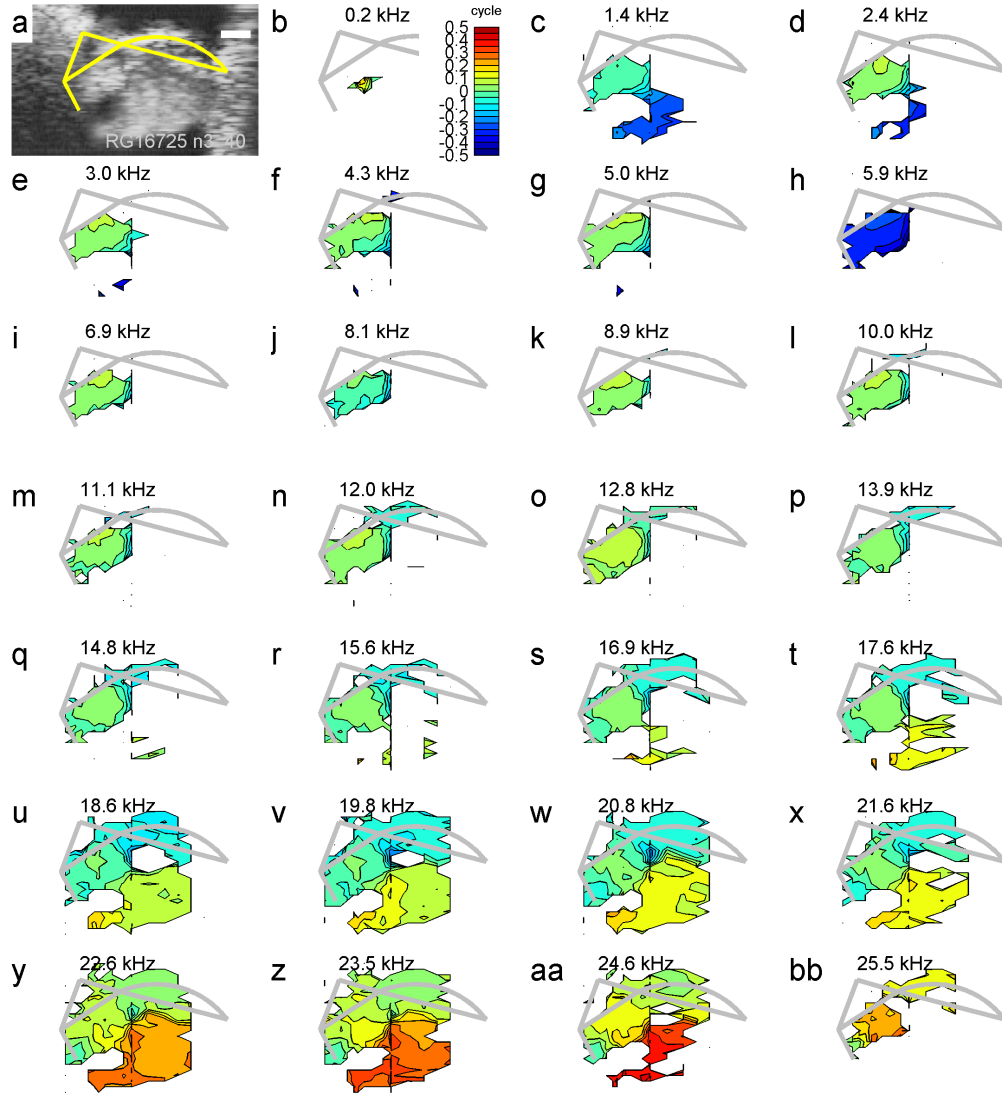 a
RG16725 n3-40
b
0.2 kHz
cycle
0.5
0.4
0.3
0.2
0.1
0
-0.1
-0.2
-0.3
-0.4
-0.5
c
1.4 kHz
d
2.4 kHz
e
3.0 kHz
f
4.3 kHz
g
5.0 kHz
h
5.9 kHz
i
6.9 kHz
j
8.1 kHz
k
8.9 kHz
l
10.0 kHz
m
11.1 kHz
n
12.0 kHz
o
12.8 kHz
p
13.9 kHz
q
14.8 kHz
r
15.6 kHz
s
16.9 kHz
t
17.6 kHz
u
18.6 kHz
v
19.8 kHz
w
20.8 kHz
x
21.6 kHz
y
22.6 kHz
z
23.5 kHz
aa
24.6 kHz
bb
25.5 kHz